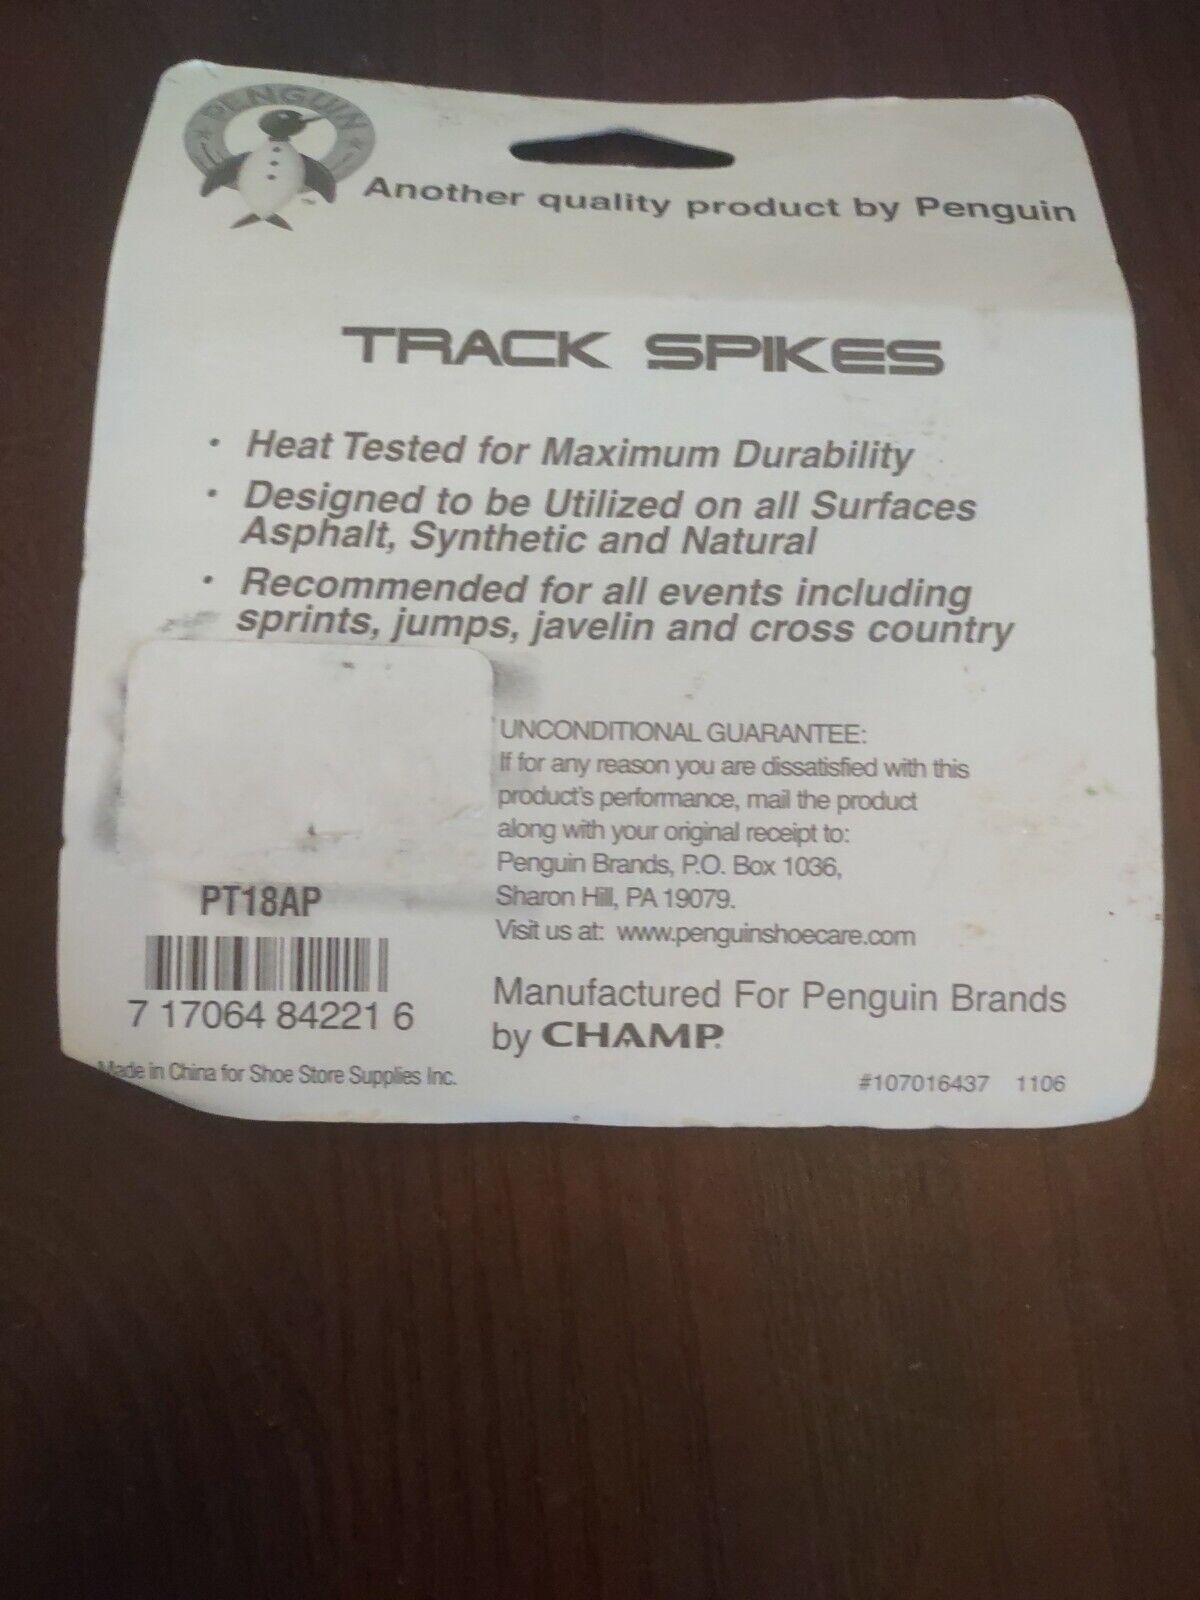 PENGUIN
™
Another quality product by Penguin
TRACK SPIKES
• Heat Tested for Maximum Durability
• Designed to be Utilized on all Surfaces
Asphalt, Synthetic and Natural
• Recommended for all events including
sprints, jumps, javelin and cross country
UNCONDITIONAL GUARANTEE:
If for any reason you are dissatisfied with this
product's performance, mail the product
along with your original receipt to:
Penguin Brands, P.O. Box 1036,
Sharon Hill, PA 19079.
Visit us at: www.penguinshoecare.com
PT18AP
7 17064 84221 6
Manufactured For Penguin Brands
by CHAMP.
Made in China for Shoe Store Supplies Inc.
#107016437 1106